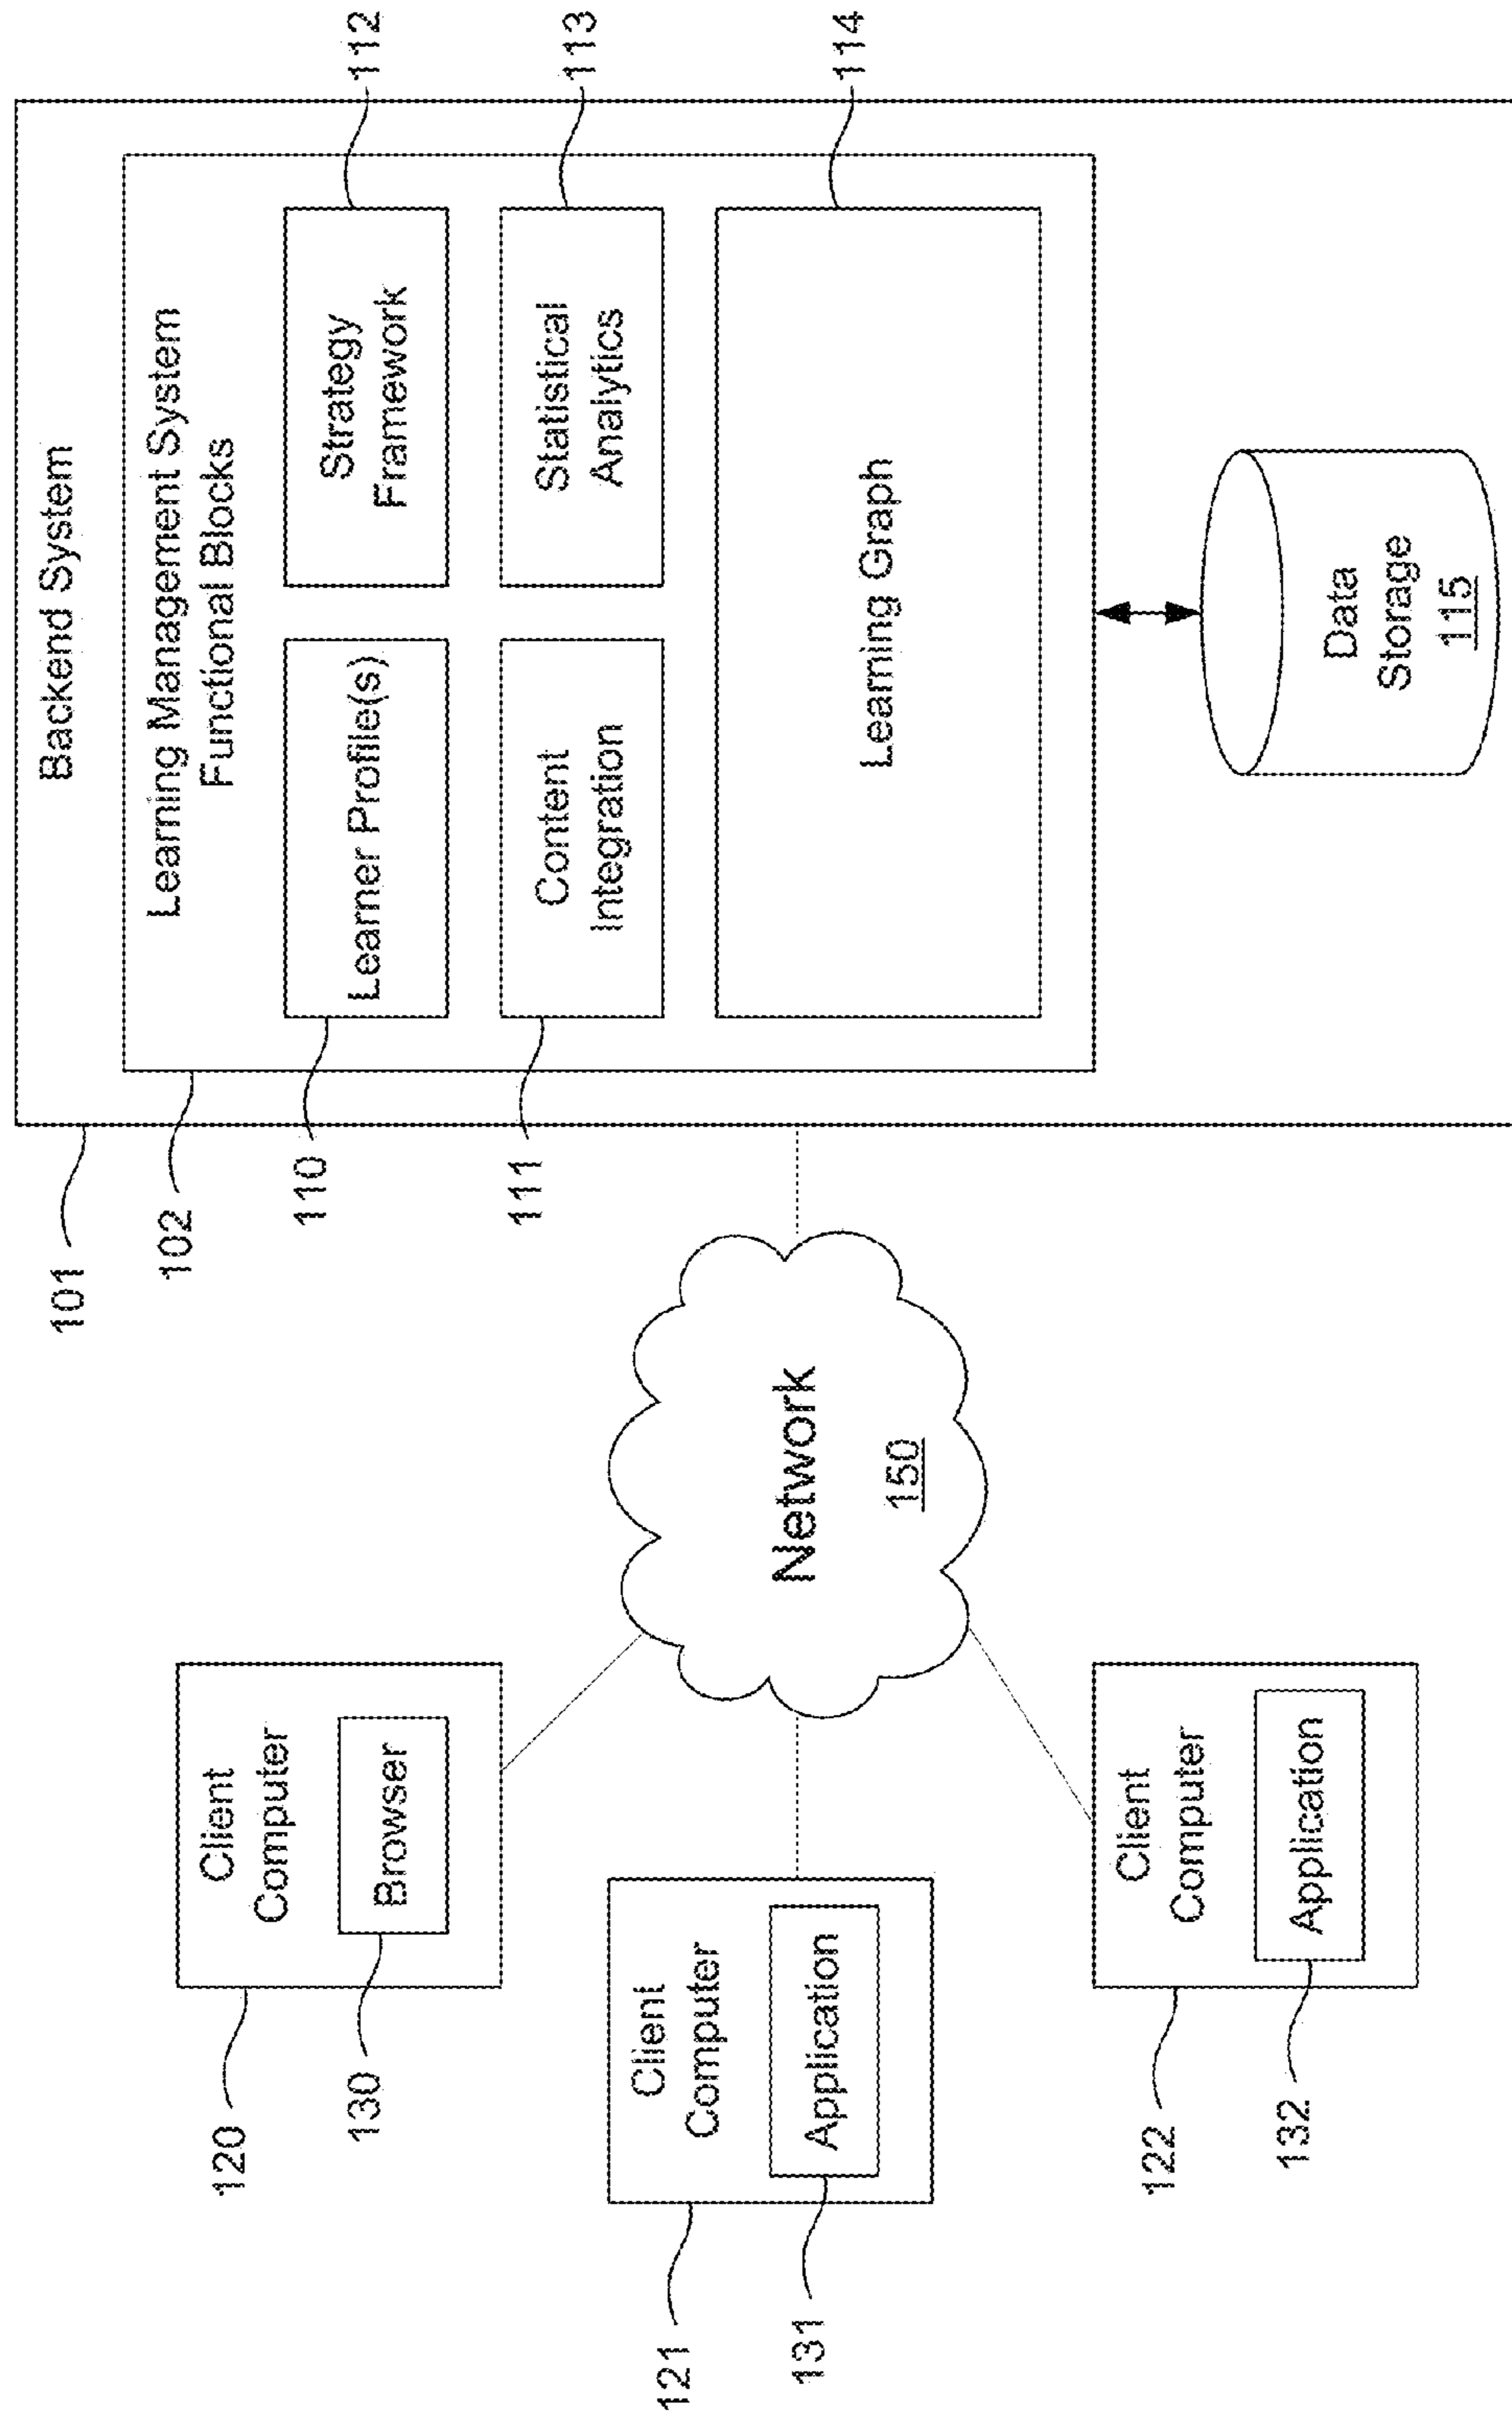 120
Client
Computer
Browser
130
121
Client
Computer
Application
131
122
Client
Computer
Application
132
Network
150
101
Backend System
102
Learning Management System
Functional Blocks
110
Learner Profile(s)
Strategy
Framework
112
111
Content
Integration
Statistical
Analytics
113
Learning Graph
114
Data
Storage
115